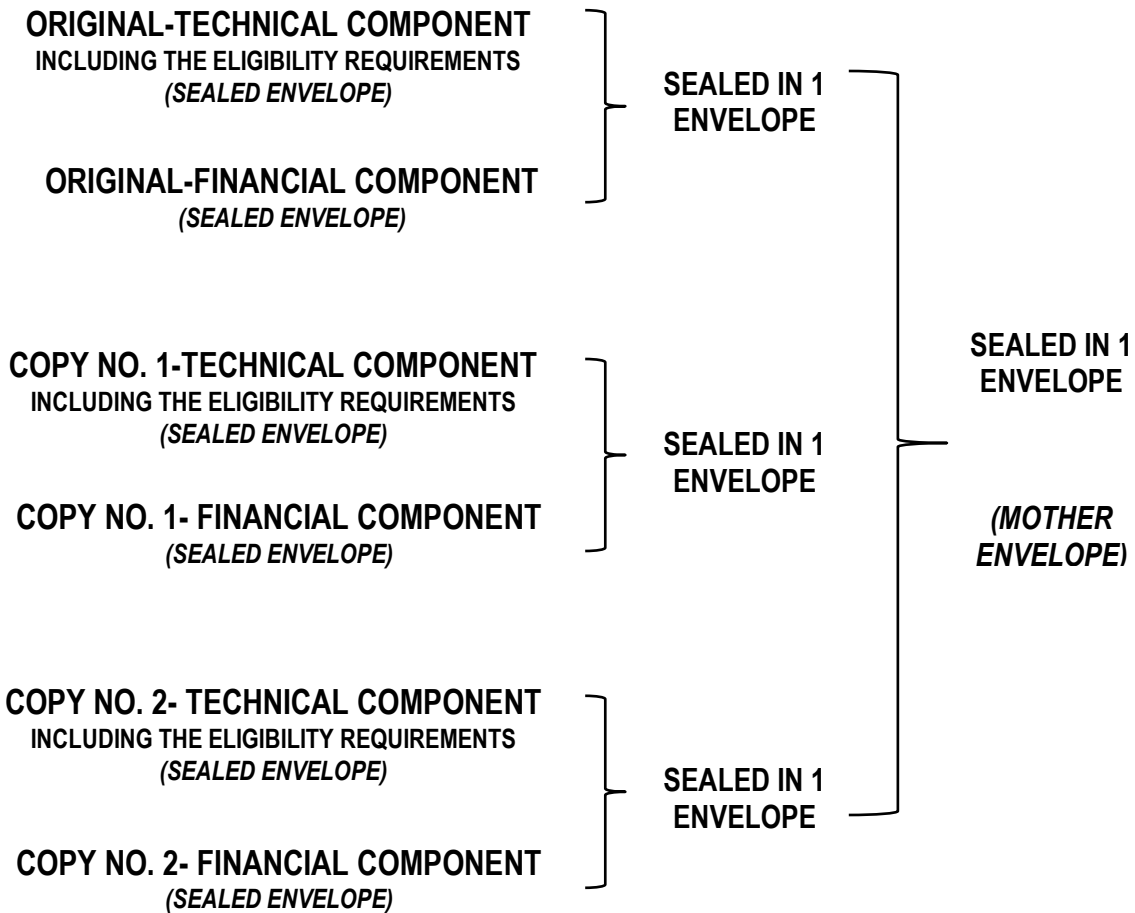 ORIGINAL-TECHNICAL COMPONENT
INCLUDING THE ELIGIBILITY REQUIREMENTS
(SEALED ENVELOPE)
SEALED IN 1
ENVELOPE
ORIGINAL-FINANCIAL COMPONENT
(SEALED ENVELOPE)
COPY NO. 1-TECHNICAL COMPONENT
INCLUDING THE ELIGIBILITY REQUIREMENTS
(SEALED ENVELOPE)
SEALED IN 1
ENVELOPE
COPY NO. 1- FINANCIAL COMPONENT
(SEALED ENVELOPE)
COPY NO. 2- TECHNICAL COMPONENT
INCLUDING THE ELIGIBILITY REQUIREMENTS
(SEALED ENVELOPE)
SEALED IN 1
ENVELOPE
COPY NO. 2- FINANCIAL COMPONENT
(SEALED ENVELOPE)
SEALED IN 1
ENVELOPE
(MOTHER
ENVELOPE)